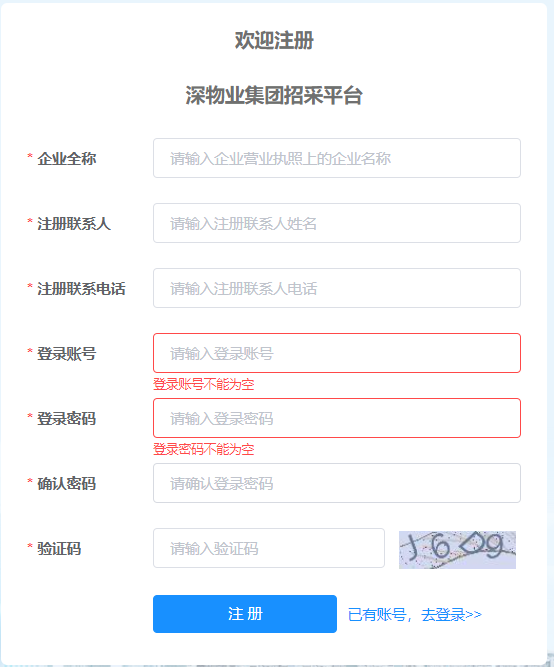 欢迎注册
深物业集团招采平台
* 企业全称 请输入企业营业执照上的企业名称
* 注册联系人 请输入注册联系人姓名
* 注册联系电话 请输入注册联系人电话
* 登录账号 请输入登录账号
登录账号不能为空
* 登录密码 请输入登录密码
登录密码不能为空
* 确认密码 请确认登录密码
* 验证码 请输入验证码
注 册 已有账号，去登录>>